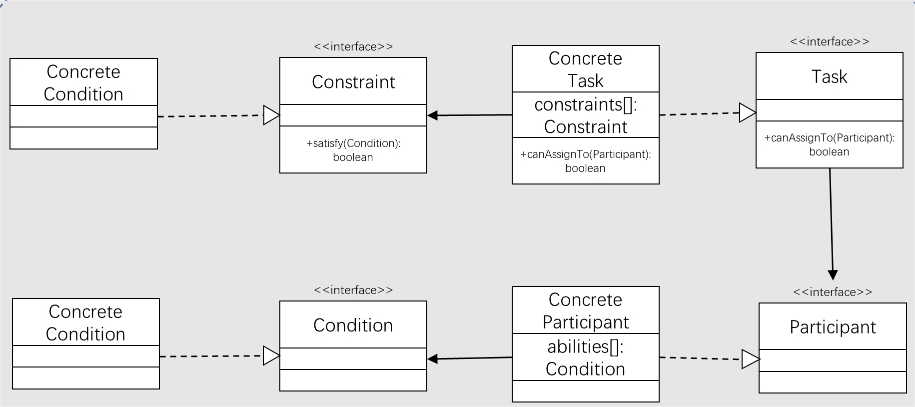 Concrete
Condition
<<interface>>
Constraint
+satisfy(Condition):
boolean
Concrete
Task
constraints[]:
Constraint
+canAssignTo(Participant):
boolean
<<interface>>
Task
+canAssignTo(Participant):
boolean
Concrete
Condition
<<interface>>
Condition
Concrete
Participant
abilities[]:
Condition
<<interface>>
Participant